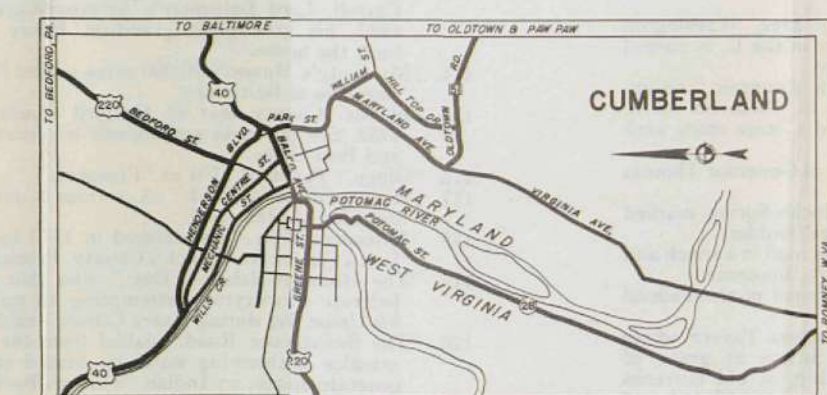 TO BALTIMORE
TO OLDTOWN & PAW PAW
TO BEDFORD, PA.
220
BEDFORD ST.
40
HENDERSON BLVD.
PARK ST.
WILLIAM ST.
HILL TOP DR.
MARYLAND AVE.
OLDTOWN RD.
51
CUMBERLAND
CENTRE ST.
MECHANIC ST
BALTO. AVE.
WILLS CR.
GREENE ST.
POTOMAC RIVER
MARYLAND
POTOMAC ST.
WEST VIRGINIA
28
VIRGINIA AVE.
TO ROMNEY, W. VA.
40
220